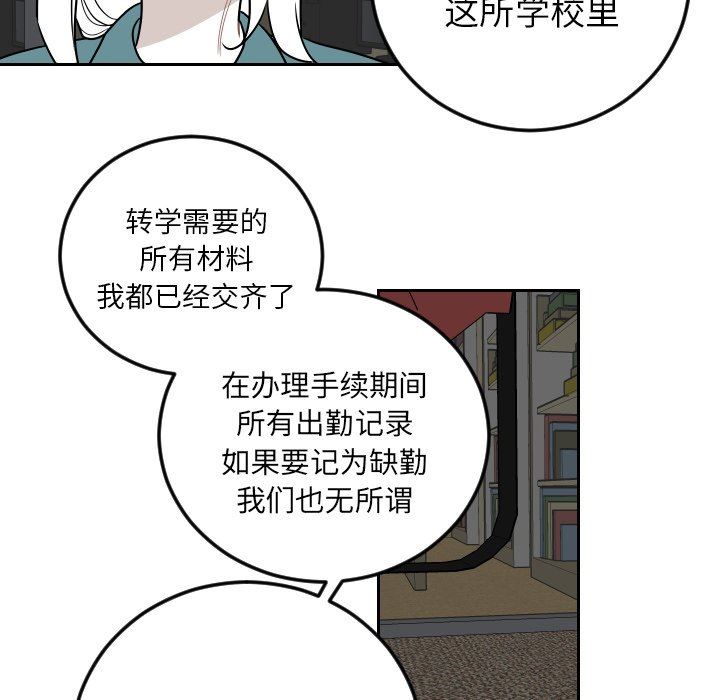 这所学校里
转学需要的
所有材料
我都已经交齐了
在办理手续期间
所有出勤记录
如果要记为缺勤
我们也无所谓